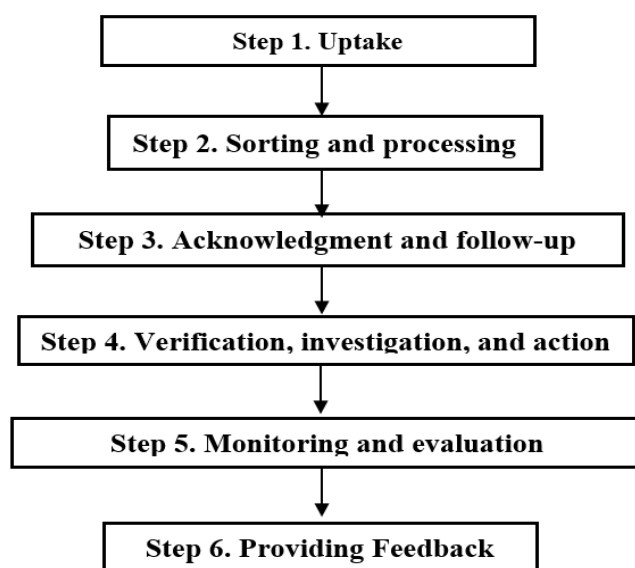 Step 1. Uptake
Step 2. Sorting and processing
Step 3. Acknowledgment and follow-up
Step 4. Verification, investigation, and action
Step 5. Monitoring and evaluation
Step 6. Providing Feedback